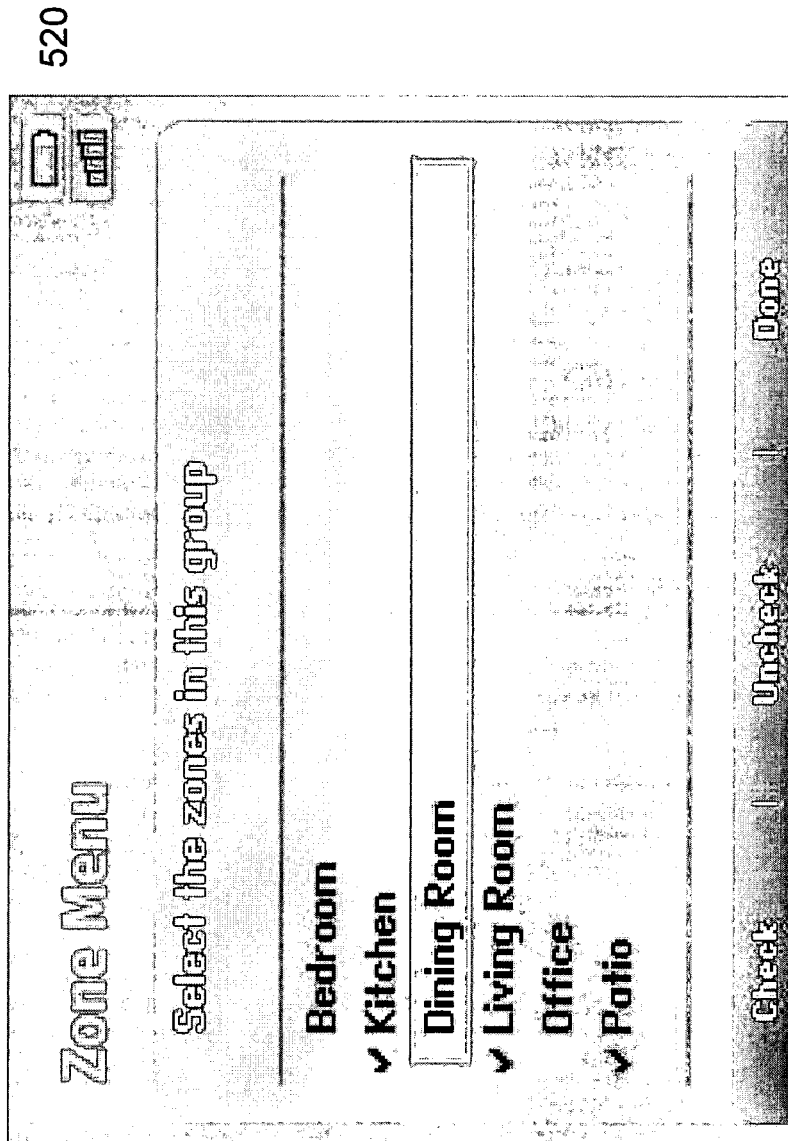 520
Zone Menu
Select the zones in this group
Bedroom
✓ Kitchen
Dining Room
✓ Living Room
Office
✓ Patio
Check | Uncheck | Done